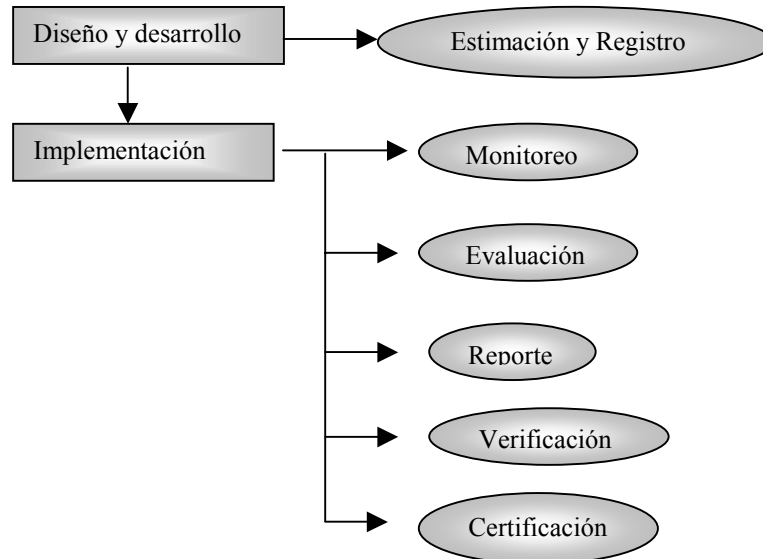 Diseño y desarrollo
Estimación y Registro
Implementación
Monitoreo
Evaluación
Reporte
Verificación
Certificación